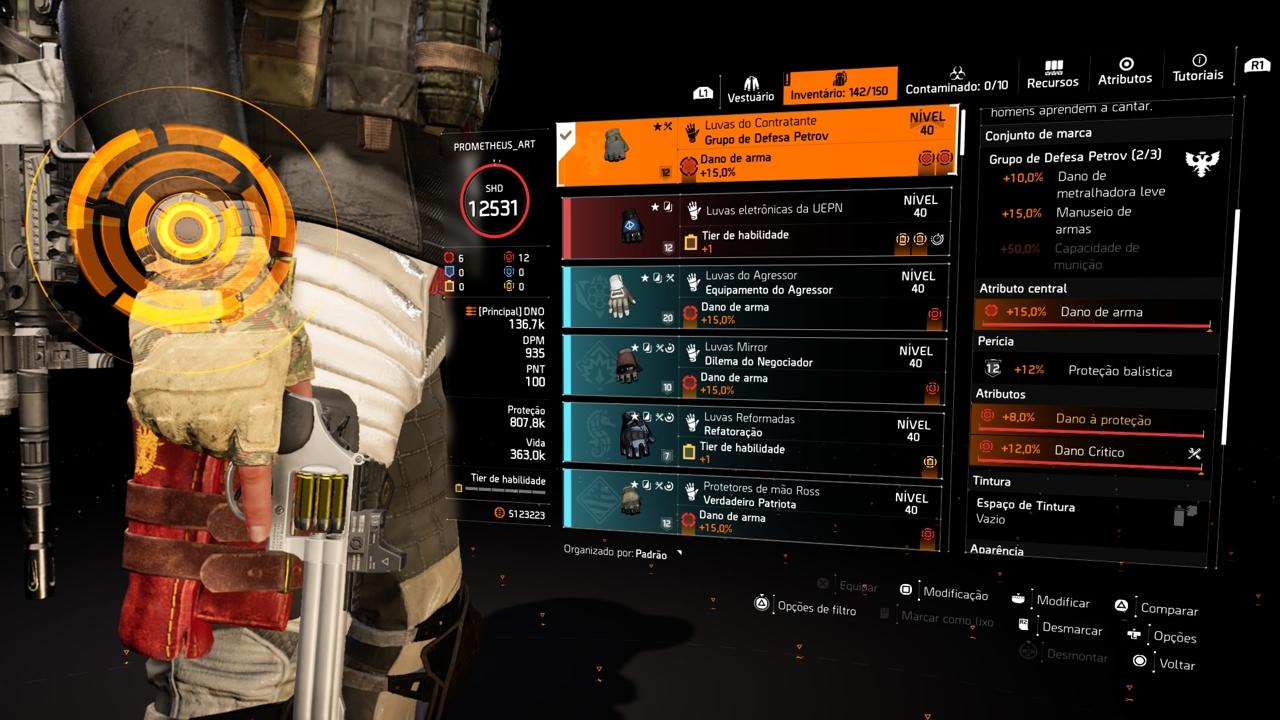 L1
Vestuário
Inventário: 142/150
Contaminado: 0/10
Recursos
Atributos
Tutoriais
R1
PROMETHEUS_ART
SHD
12531
6
12
0
0
0
0
[Principal] DNO
136,7k
DPM
935
PNT
100
Proteção
807,8k
Vida
363,0k
Tier de habilidade
5123223
Luvas do Contratante
Grupo de Defesa Petrov
NÍVEL
40
Dano de arma
+15,0%
12
Luvas eletrônicas da UEPN
NÍVEL
40
Tier de habilidade
+1
12
Luvas do Agressor
Equipamento do Agressor
NÍVEL
40
Dano de arma
+15,0%
20
Luvas Mirror
Dilema do Negociador
NÍVEL
40
Dano de arma
+15,0%
10
Luvas Reformadas
Refatoração
NÍVEL
40
Tier de habilidade
+1
7
Protetores de mão Ross
Verdadeiro Patriota
NÍVEL
40
Dano de arma
+15,0%
12
Organizado por: Padrão
homens aprendem a cantar.
Conjunto de marca
Grupo de Defesa Petrov (2/3)
+10,0% Dano de
metralhadora leve
+15,0% Manuseio de
armas
+50,0% Capacidade de
munição
Atributo central
+15,0% Dano de arma
Perícia
12 +12% Proteção balística
Atributos
+8,0% Dano à proteção
+12,0% Dano Crítico
Tintura
Espaço de Tintura
Vazio
Aparência
Equipar
Modificação
Modificar
Comparar
Opções de filtro
Marcar como lixo
Desmarcar
Opções
Desmontar
Voltar